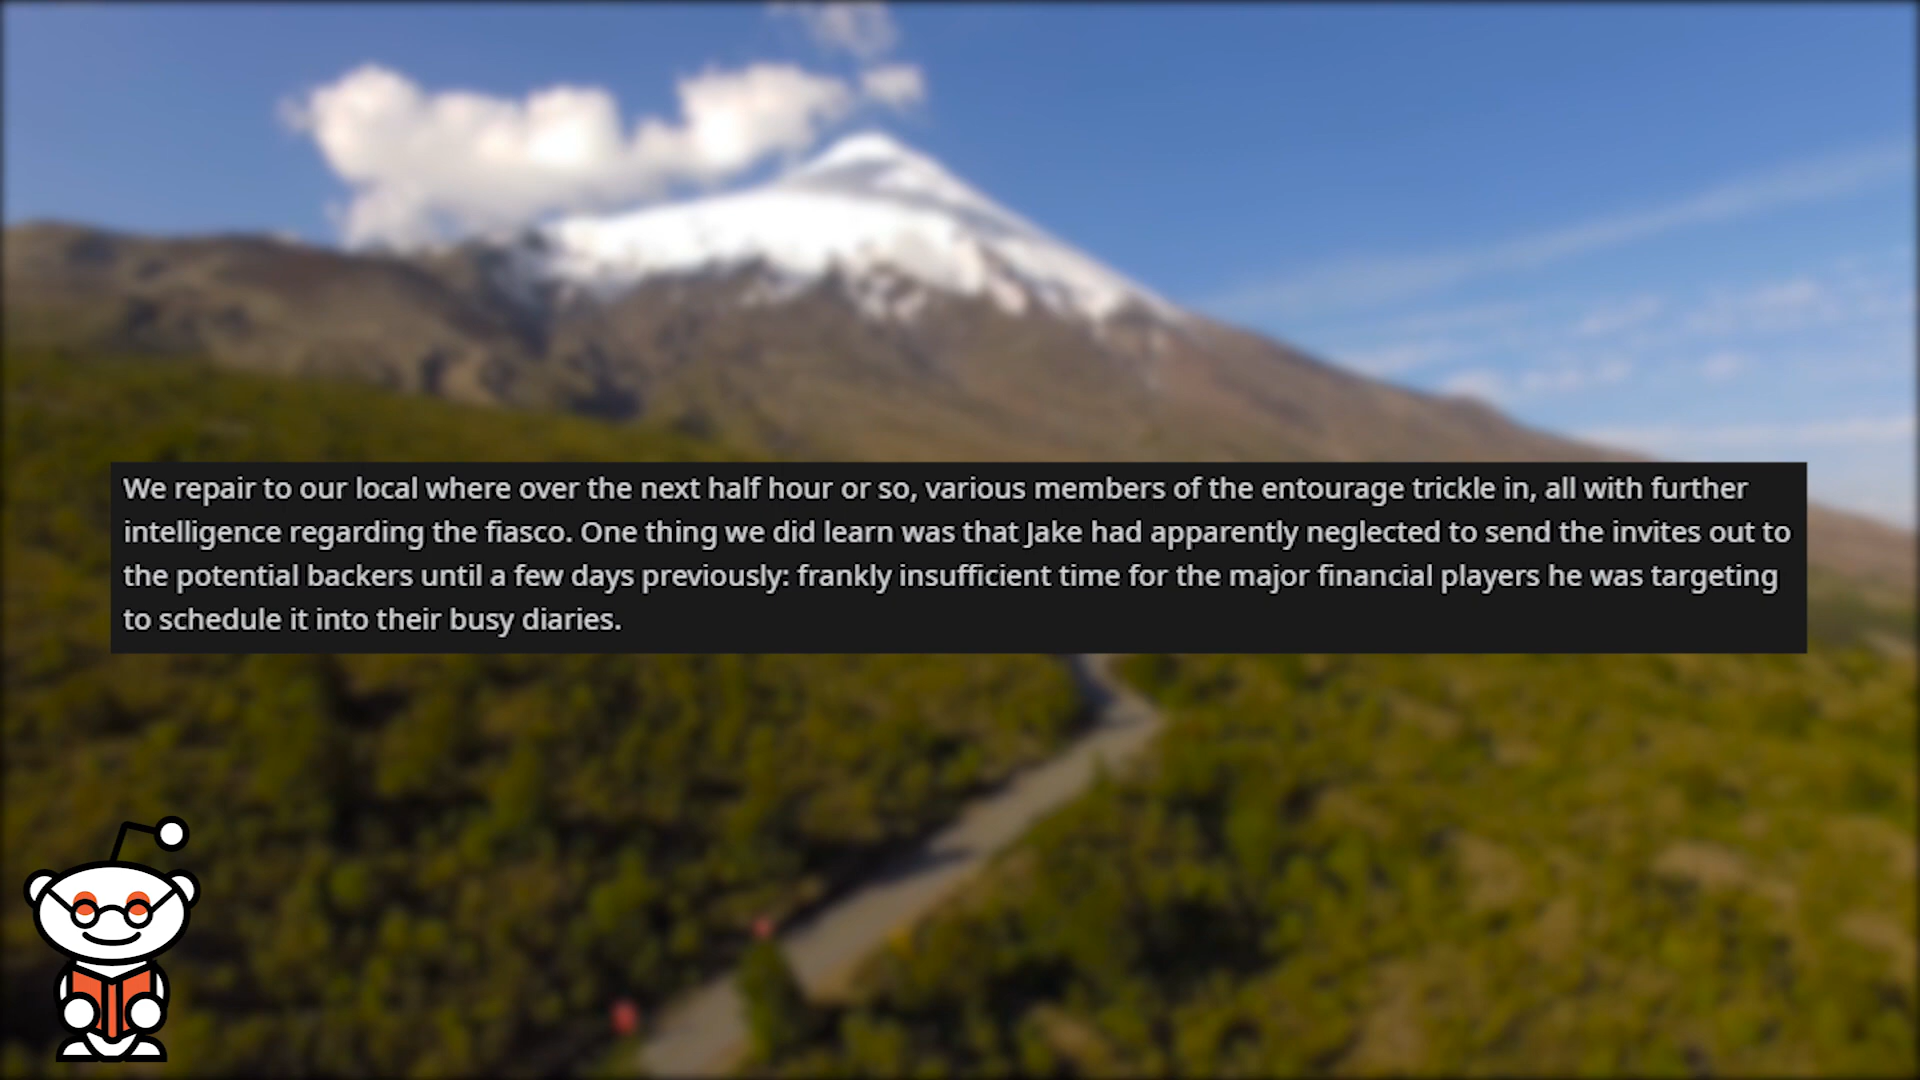 We repair to our local where over the next half hour or so, various members of the entourage trickle in, all with further
intelligence regarding the fiasco. One thing we did learn was that Jake had apparently neglected to send the invites out to
the potential backers until a few days previously: frankly insufficient time for the major financial players he was targeting
to schedule it into their busy diaries.